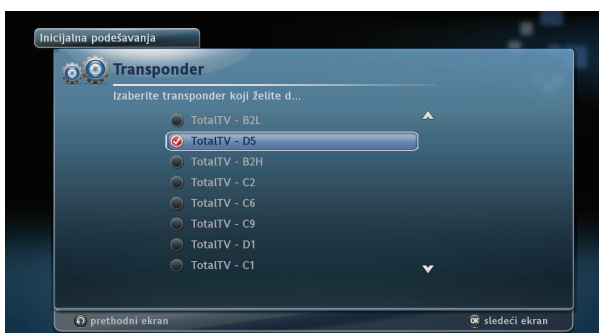 Inicijalna podešavanja
Transponder
Izaberite transponder koji želite d...
TotalTV - B2L
TotalTV - D5
TotalTV - B2H
TotalTV - C2
TotalTV - C6
TotalTV - C9
TotalTV - D1
TotalTV - C1
prethodni ekran
OK sledeći ekran